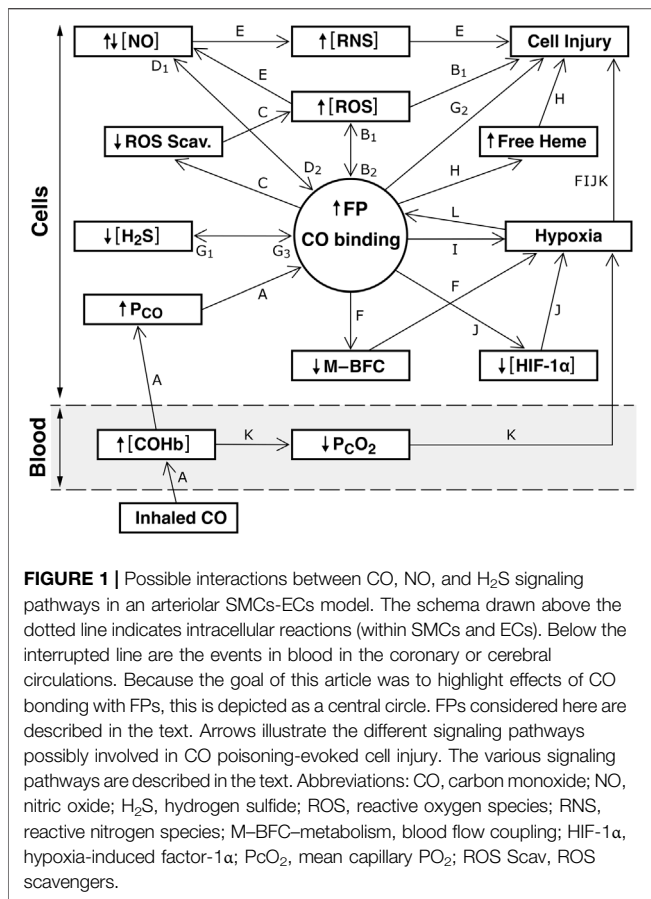 Cells
Blood
↑↓[NO]
E
↑[RNS]
E
Cell Injury
D1
E
B1
G2
C
↑[ROS]
H
↓ROS Scav.
B1
↑Free Heme
D2
B2
H
C
FIJK
↑FP
CO binding
L
↓[H2S]
G1
G3
I
Hypoxia
↑PCO
A
F
F
J
J
↓M–BFC
↓[HIF-1α]
A
↑[COHb]
K
↓PCO2
K
A
Inhaled CO
FIGURE 1 | Possible interactions between CO, NO, and H2S signaling
pathways in an arteriolar SMCs-ECs model. The schema drawn above the
dotted line indicates intracellular reactions (within SMCs and ECs). Below the
interrupted line are the events in blood in the coronary or cerebral
circulations. Because the goal of this article was to highlight effects of CO
bonding with FPs, this is depicted as a central circle. FPs considered here are
described in the text. Arrows illustrate the different signaling pathways
possibly involved in CO poisoning-evoked cell injury. The various signaling
pathways are described in the text. Abbreviations: CO, carbon monoxide; NO,
nitric oxide; H2S, hydrogen sulfide; ROS, reactive oxygen species; RNS,
reactive nitrogen species; M–BFC–metabolism, blood flow coupling; HIF-1α,
hypoxia-induced factor-1α; PcO2, mean capillary PO2; ROS Scav, ROS
scavengers.